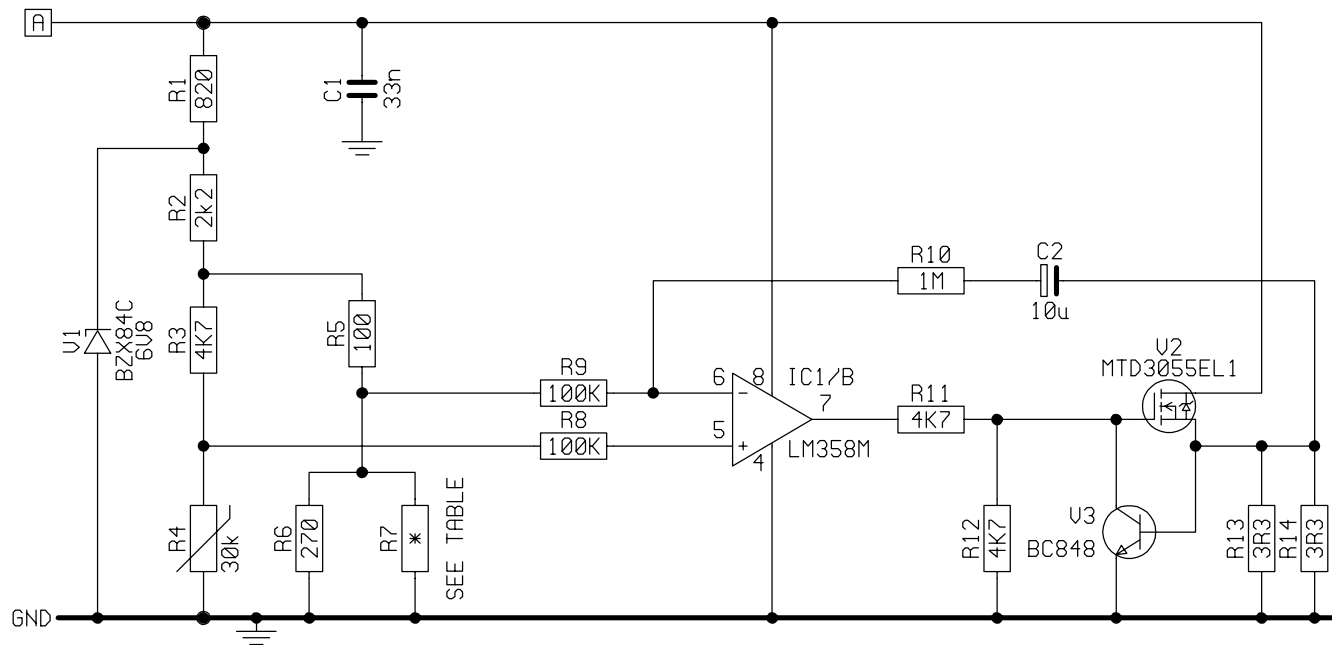 A
R1
820
C1
33n
R2
2k2
V1
BZX84C
6V8
R3
4K7
R5
100
R10
1M
C2
10u
R9
100K
R8
100K
6
8
5
4
7
-
+
IC1/B
LM358M
R11
4K7
V2
MTD3055EL1
R4
30k
R6
270
R7
*
SEE TABLE
R12
4K7
V3
BC848
R13
3R3
R14
3R3
GND